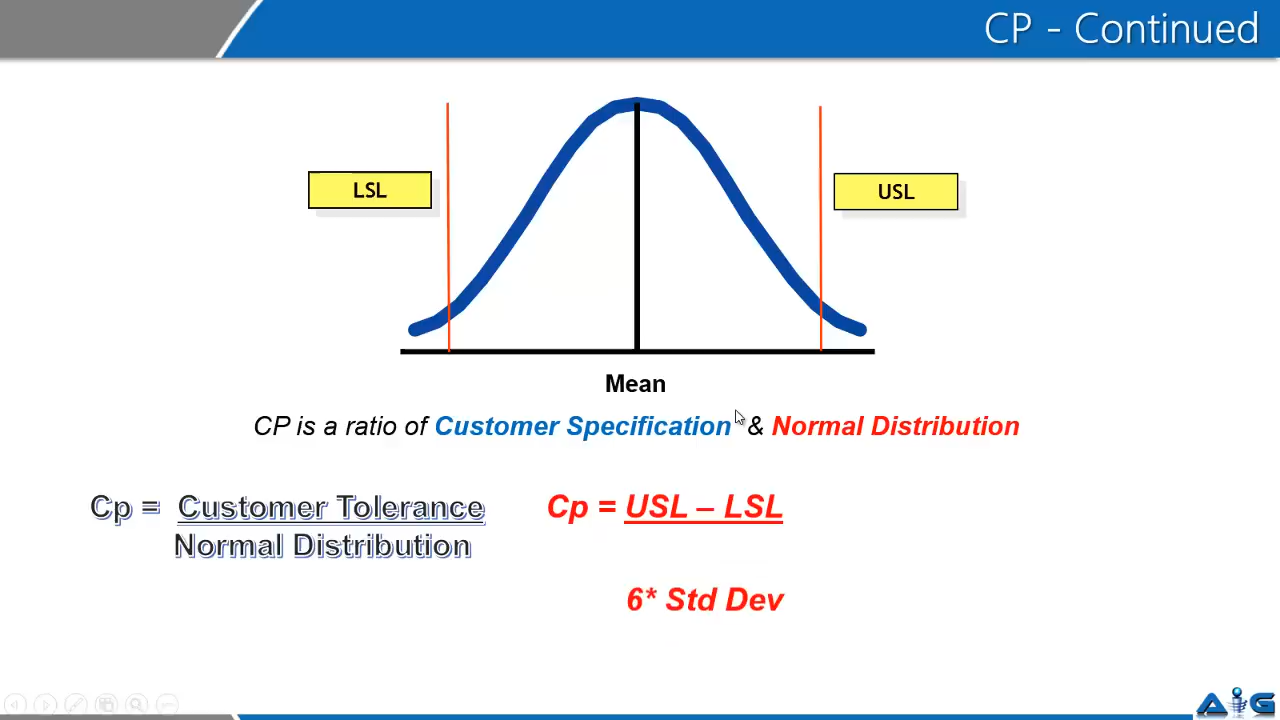 CP - Continued
LSL
USL
Mean
CP is a ratio of Customer Specification & Normal Distribution
Cp = Customer Tolerance
Normal Distribution
Cp = USL – LSL
6* Std Dev
AiG